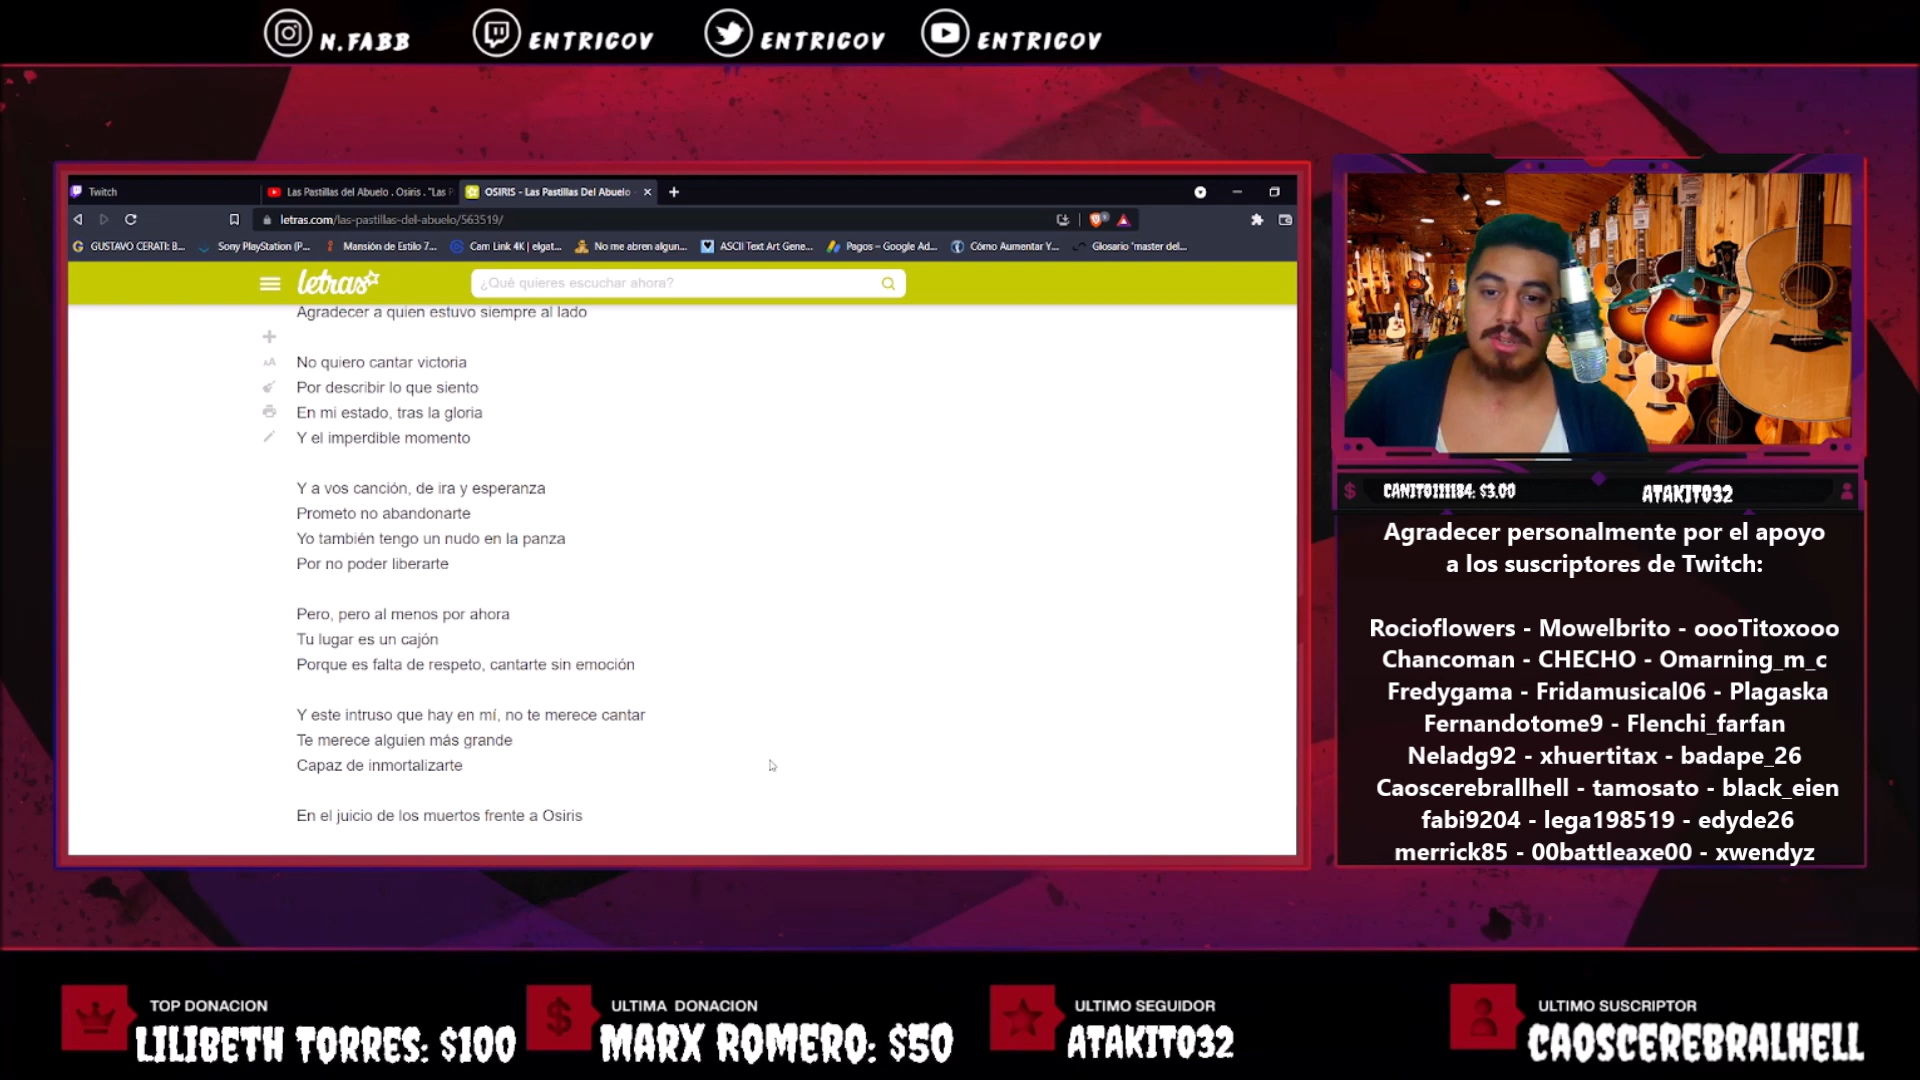 N.FABB
ENTRICOV
ENTRICOV
ENTRICOV
Twitch
Las Pastillas del Abuelo . Osiris . "Las P
OSIRIS - Las Pastillas Del Abuelo
letras.com/las-pastillas-del-abuelo/563519/
GUSTAVO CERATI: B...
Sony PlayStation (P...
Mansión de Estilo 7...
Cam Link 4K | elgat...
No me abren algun...
ASCII Text Art Gene...
Pagos – Google Ad...
Cómo Aumentar Y...
Glosario "master del...
letras
¿Qué quieres escuchar ahora?
Agradecer a quien estuvo siempre al lado
No quiero cantar victoria
Por describir lo que siento
En mi estado, tras la gloria
Y el imperdible momento
Y a vos canción, de ira y esperanza
Prometo no abandonarte
Yo también tengo un nudo en la panza
Por no poder liberarte
Pero, pero al menos por ahora
Tu lugar es un cajón
Porque es falta de respeto, cantarte sin emoción
Y este intruso que hay en mí, no te merece cantar
Te merece alguien más grande
Capaz de inmortalizarte
En el juicio de los muertos frente a Osiris
CANITO111184: $3.00
ATAKITO32
Agradecer personalmente por el apoyo
a los suscriptores de Twitch:
Rocioflowers - Mowelbrito - oooTitoxooo
Chancoman - CHECHO - Omarning_m_c
Fredygama - Fridamusical06 - Plagaska
Fernandotome9 - Flenchi_farfan
Neladg92 - xhuertitax - badape_26
Caoscerebrallhell - tamosato - black_eien
fabi9204 - lega198519 - edyde26
merrick85 - 00battleaxe00 - xwendyz
TOP DONACION
LILIBETH TORRES: $100
ULTIMA DONACION
MARX ROMERO: $50
ULTIMO SEGUIDOR
ATAKITO32
ULTIMO SUSCRIPTOR
CAOSCEREBRALHELL